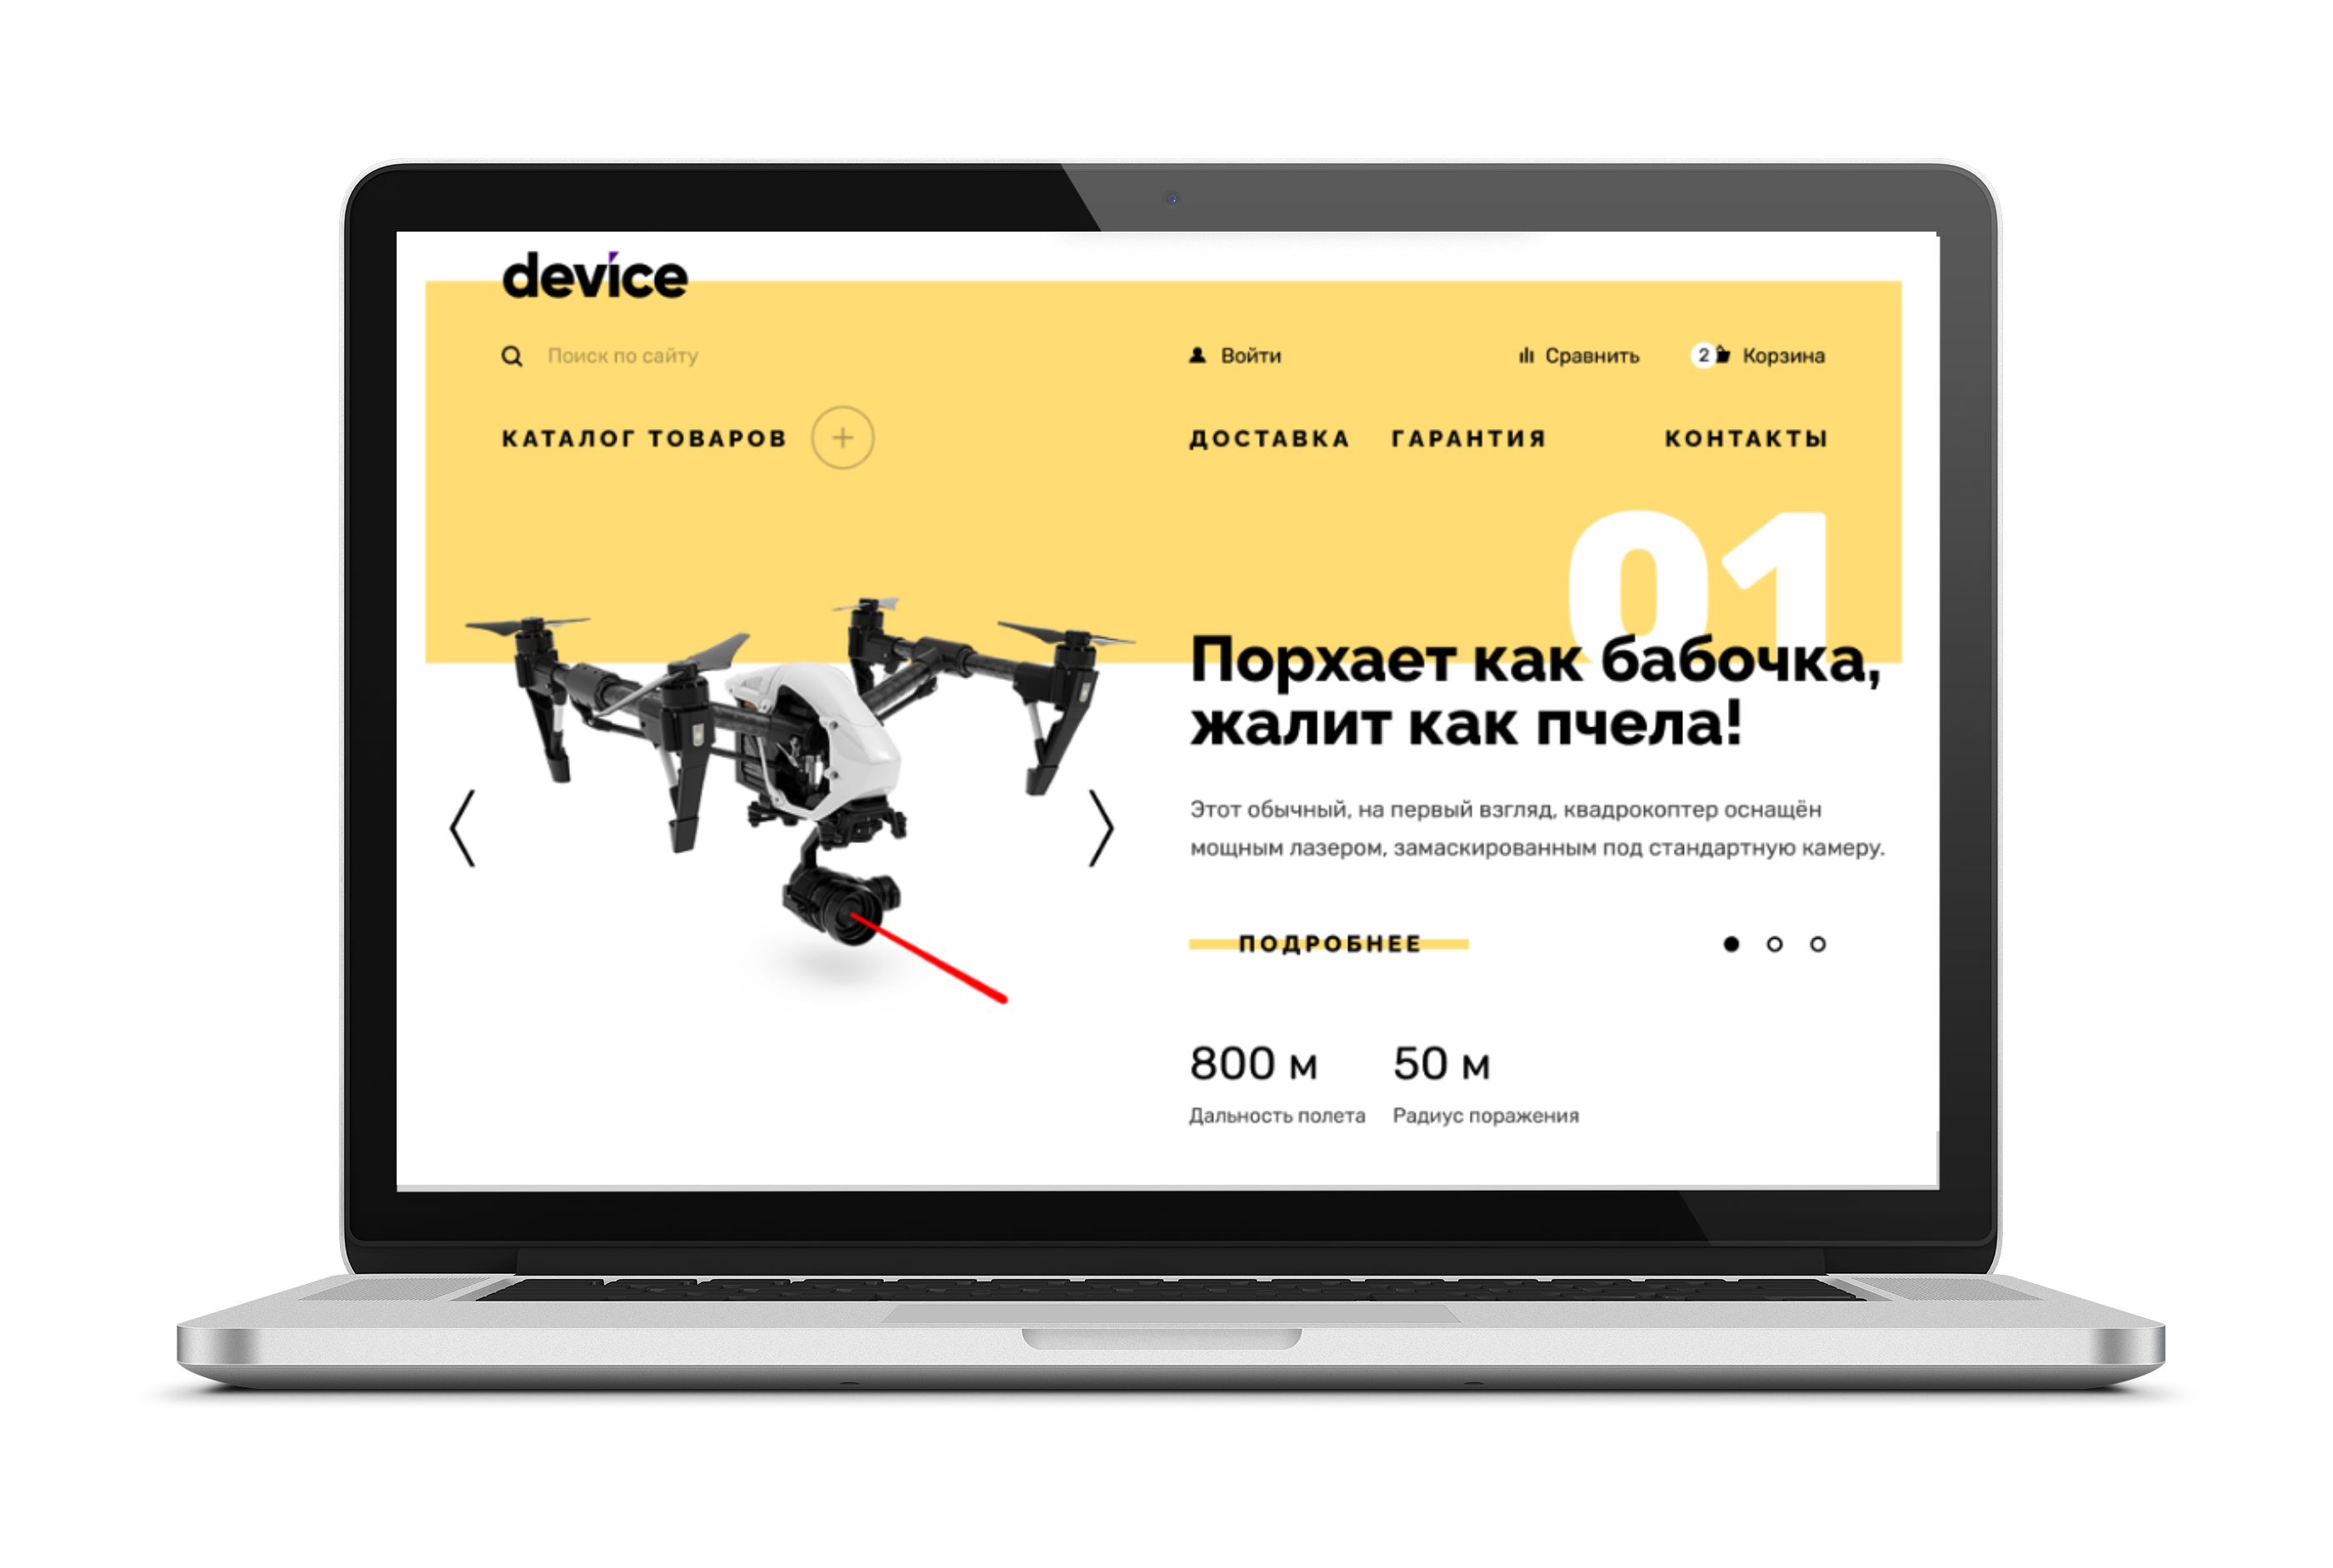 device
Поиск по сайту
Войти
Сравнить
2 Корзина
КАТАЛОГ ТОВАРОВ
ДОСТАВКА
ГАРАНТИЯ
КОНТАКТЫ
01
Порхает как бабочка,
жалит как пчела!
Этот обычный, на первый взгляд, квадрокоптер оснащён
мощным лазером, замаскированным под стандартную камеру.
ПОДРОБНЕЕ
800 м
Дальность полета
50 м
Радиус поражения